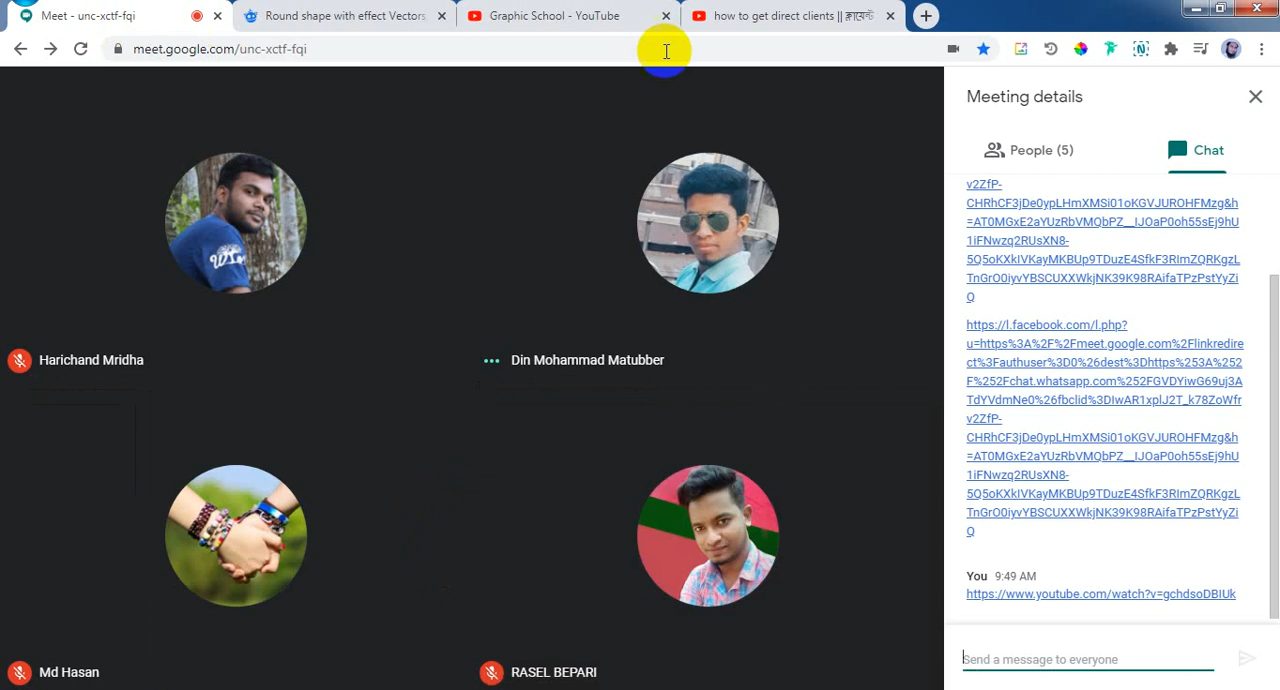 Meet - unc-xctf-fqi
Round shape with effect Vectors,
Graphic School - YouTube
how to get direct clients || ক্লায়েন্ট
meet.google.com/unc-xctf-fqi
Meeting details
People (5)
Chat
v2ZfP-
CHRhCF3jDe0ypLHmXMSi01oKGVJUROHFMzg&h
=AT0MGxE2aYUzRbVMQbPZ__IJOaP0oh55sEj9hU
1iFNwzq2RUsXN8-
5Q5oKXkIVKayMKBUp9TDuzE4SfkF3RImZQRKgzL
TnGrO0iyvYBSCUXXWkjNK39K98RAifaTPzPstYyZi
Q
https://l.facebook.com/l.php?
u=https%3A%2F%2Fmeet.google.com%2Flinkredire
ct%3Fauthuser%3D0%26dest%3Dhttps%253A%252
F%252Fchat.whatsapp.com%252FGVDYiwG69uj3A
TdYVdmNe0%26fbclid%3DIwAR1xplJ2T_k78ZoWfr
v2ZfP-
CHRhCF3jDe0ypLHmXMSi01oKGVJUROHFMzg&h
=AT0MGxE2aYUzRbVMQbPZ__IJOaP0oh55sEj9hU
1iFNwzq2RUsXN8-
5Q5oKXkIVKayMKBUp9TDuzE4SfkF3RImZQRKgzL
TnGrO0iyvYBSCUXXWkjNK39K98RAifaTPzPstYyZi
Q
You 9:49 AM
https://www.youtube.com/watch?v=gchdsoDBIUk
Send a message to everyone
Harichand Mridha
Din Mohammad Matubber
Md Hasan
RASEL BEPARI